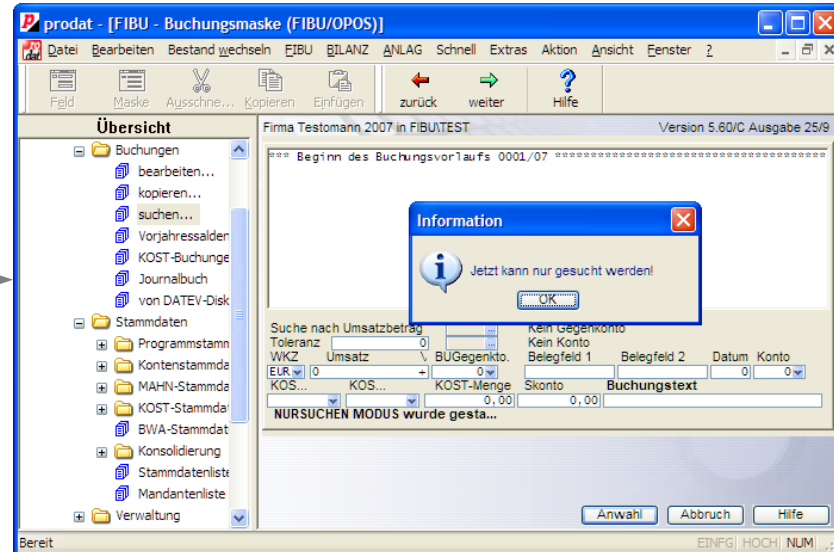 prodat - [FIBU - Buchungsmaske (FIBU/OPOS)]
Datei Bearbeiten Bestand wechseln FIBU BILANZ ANLAG Schnell Extras Aktion Ansicht Fenster ?
Feld Maske Ausschne... Kopieren Einfügen zurück weiter Hilfe
Übersicht
Firma Testomann 2007 in FIBU\TEST Version 5.60/C Ausgabe 25/9
Buchungen
bearbeiten...
kopieren...
suchen...
Vorjahressalden
KOST-Buchunge
Journalbuch
von DATEV-Disk
Stammdaten
Programmstamm
Kontenstammda
MAHN-Stammda
KOST-Stammda
BWA-Stammdat
Konsolidierung
Stammdatenliste
Mandantenliste
Verwaltung
*** Beginn des Buchungsvorlaufs 0001/07 **************************************
Information
Jetzt kann nur gesucht werden!
OK
Suche nach Umsatzbetrag ... Kein Gegenkonto
Toleranz 0 ... Kein Konto
WKZ Umsatz \ BUGegenkto. Belegfeld 1 Belegfeld 2 Datum Konto
EUR 0 + 0 0 0
KOS... KOS... KOST-Menge Skonto Buchungstext
0,00 0,00
NURSUCHEN MODUS wurde gesta...
Anwahl Abbruch Hilfe
Bereit EINFG HOCH NUM